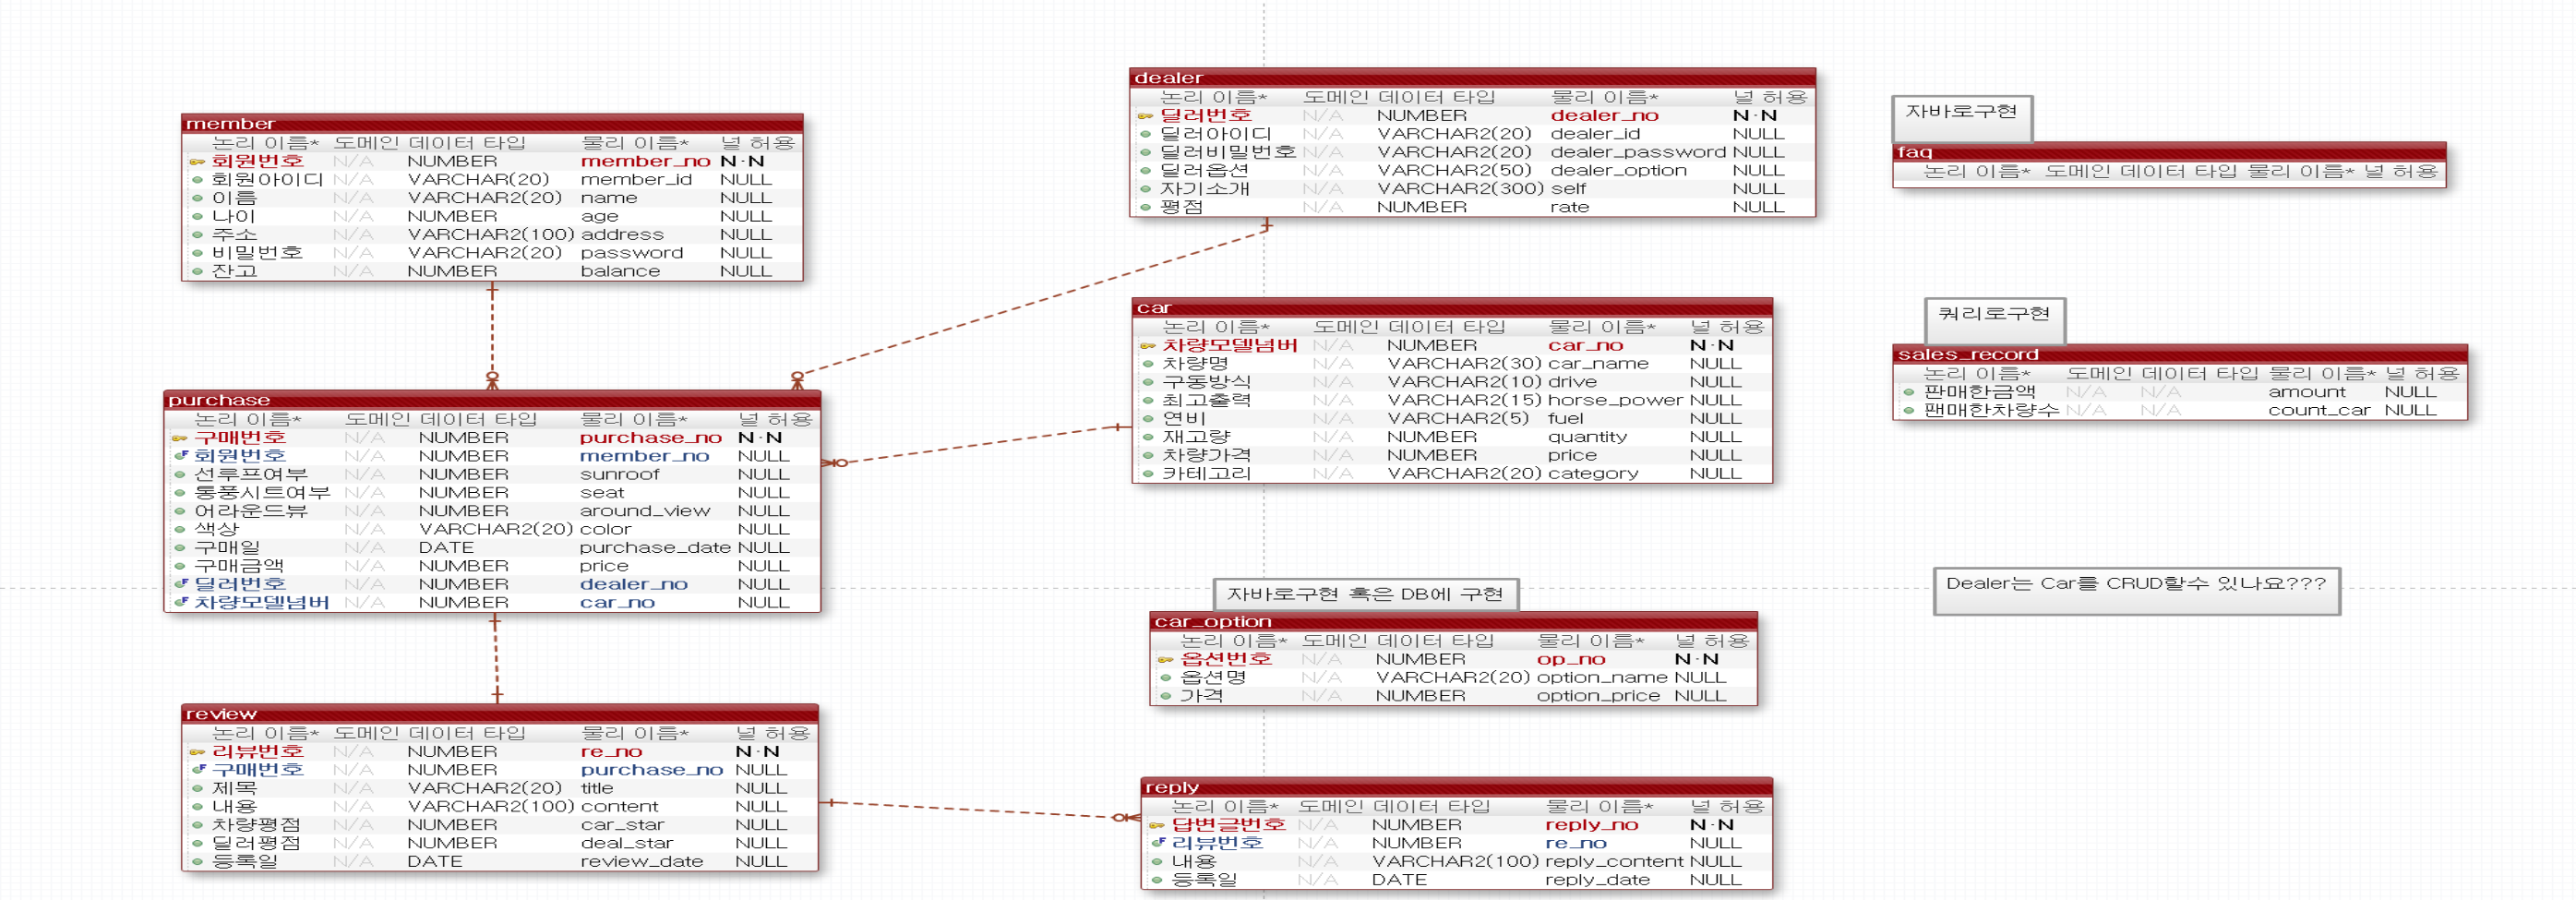 member
논리 이름* 도메인 데이터 타입 물리 이름* 널 허용
회원번호 N/A NUMBER member_no N·N
회원아이디 N/A VARCHAR(20) member_id NULL
이름 N/A VARCHAR2(20) name NULL
나이 N/A NUMBER age NULL
주소 N/A VARCHAR2(100) address NULL
비밀번호 N/A VARCHAR2(20) password NULL
잔고 N/A NUMBER balance NULL
dealer
논리 이름* 도메인 데이터 타입 물리 이름* 널 허용
딜러번호 N/A NUMBER dealer_no N·N
딜러아이디 N/A VARCHAR2(20) dealer_id NULL
딜러비밀번호 N/A VARCHAR2(20) dealer_password NULL
딜러옵션 N/A VARCHAR2(50) dealer_option NULL
자기소개 N/A VARCHAR2(300) self NULL
평점 N/A NUMBER rate NULL
자바로구현
faq
논리 이름* 도메인 데이터 타입 물리 이름* 널 허용
car
논리 이름* 도메인 데이터 타입 물리 이름* 널 허용
차량모델넘버 N/A NUMBER car_no N·N
차량명 N/A VARCHAR2(30) car_name NULL
구동방식 N/A VARCHAR2(10) drive NULL
최고출력 N/A VARCHAR2(15) horse_power NULL
연비 N/A VARCHAR2(5) fuel NULL
재고량 N/A NUMBER quantity NULL
차량가격 N/A NUMBER price NULL
카테고리 N/A VARCHAR2(20) category NULL
쿼리로구현
sales_record
논리 이름* 도메인 데이터 타입 물리 이름* 널 허용
판매한금액 N/A N/A amount NULL
팬매한차량수 N/A N/A count_car NULL
purchase
논리 이름* 도메인 데이터 타입 물리 이름* 널 허용
구매번호 N/A NUMBER purchase_no N·N
회원번호 N/A NUMBER member_no NULL
선루프여부 N/A NUMBER sunroof NULL
통풍시트여부 N/A NUMBER seat NULL
어라운드뷰 N/A NUMBER around_view NULL
색상 N/A VARCHAR2(20) color NULL
구매일 N/A DATE purchase_date NULL
구매금액 N/A NUMBER price NULL
딜러번호 N/A NUMBER dealer_no NULL
차량모델넘버 N/A NUMBER car_no NULL
자바로구현 혹은 DB에 구현
car_option
논리 이름* 도메인 데이터 타입 물리 이름* 널 허용
옵션번호 N/A NUMBER op_no N·N
옵션명 N/A VARCHAR2(20) option_name NULL
가격 N/A NUMBER option_price NULL
Dealer는 Car를 CRUD할수 있나요???
review
논리 이름* 도메인 데이터 타입 물리 이름* 널 허용
리뷰번호 N/A NUMBER re_no N·N
구매번호 N/A NUMBER purchase_no NULL
제목 N/A VARCHAR2(20) title NULL
내용 N/A VARCHAR2(100) content NULL
차량평점 N/A NUMBER car_star NULL
딜러평점 N/A NUMBER deal_star NULL
등록일 N/A DATE review_date NULL
reply
논리 이름* 도메인 데이터 타입 물리 이름* 널 허용
답변글번호 N/A NUMBER reply_no N·N
리뷰번호 N/A NUMBER re_no NULL
내용 N/A VARCHAR2(100) reply_content NULL
등록일 N/A DATE reply_date NULL